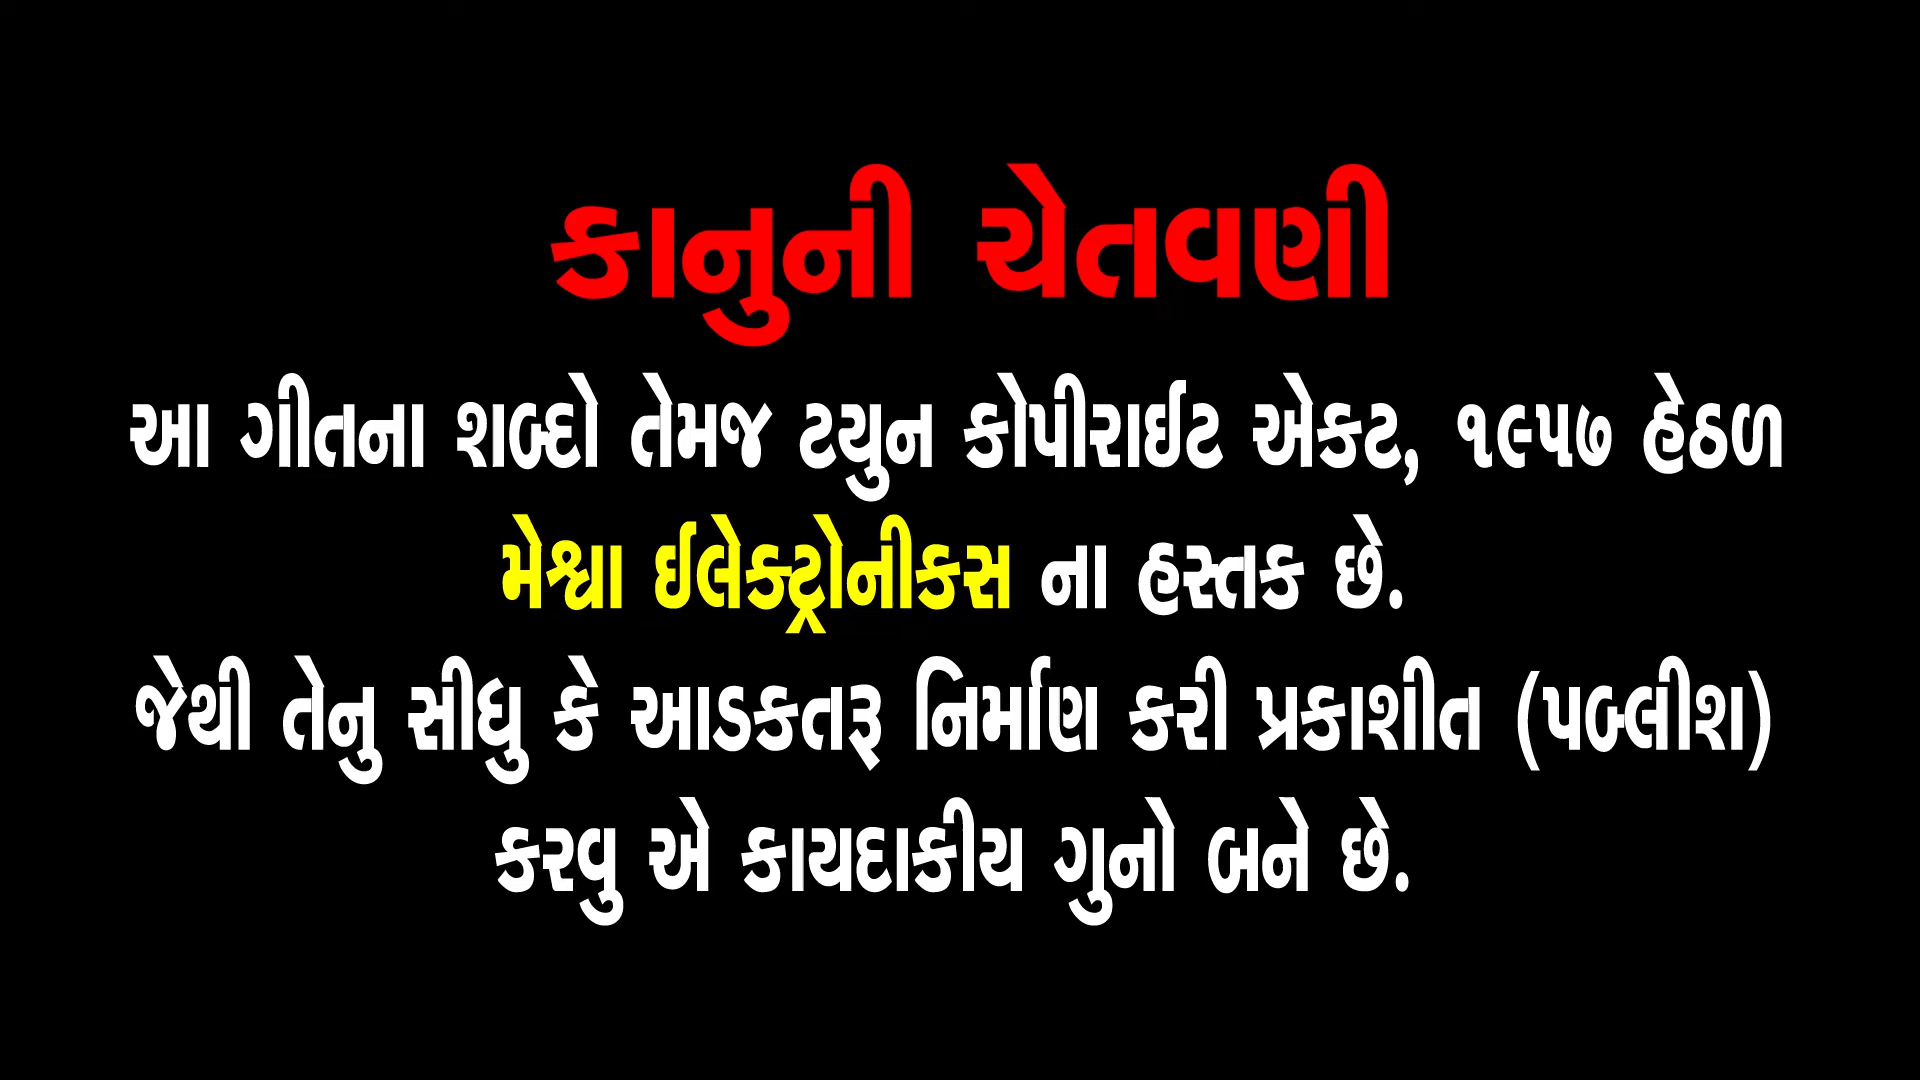 કાનુની ચેતવણી
આ ગીતના શબ્દો તેમજ ટયુન કોપીરાઈટ એકટ, ૧૯૫૭ હેઠળ
મેશ્વા ઈલેક્ટ્રોનીકસ ના હસ્તક છે.
જેથી તેનુ સીધુ કે આડકતરૂ નિર્માણ કરી પ્રકાશીત (પબ્લીશ)
કરવુ એ કાયદાકીય ગુનો બને છે.